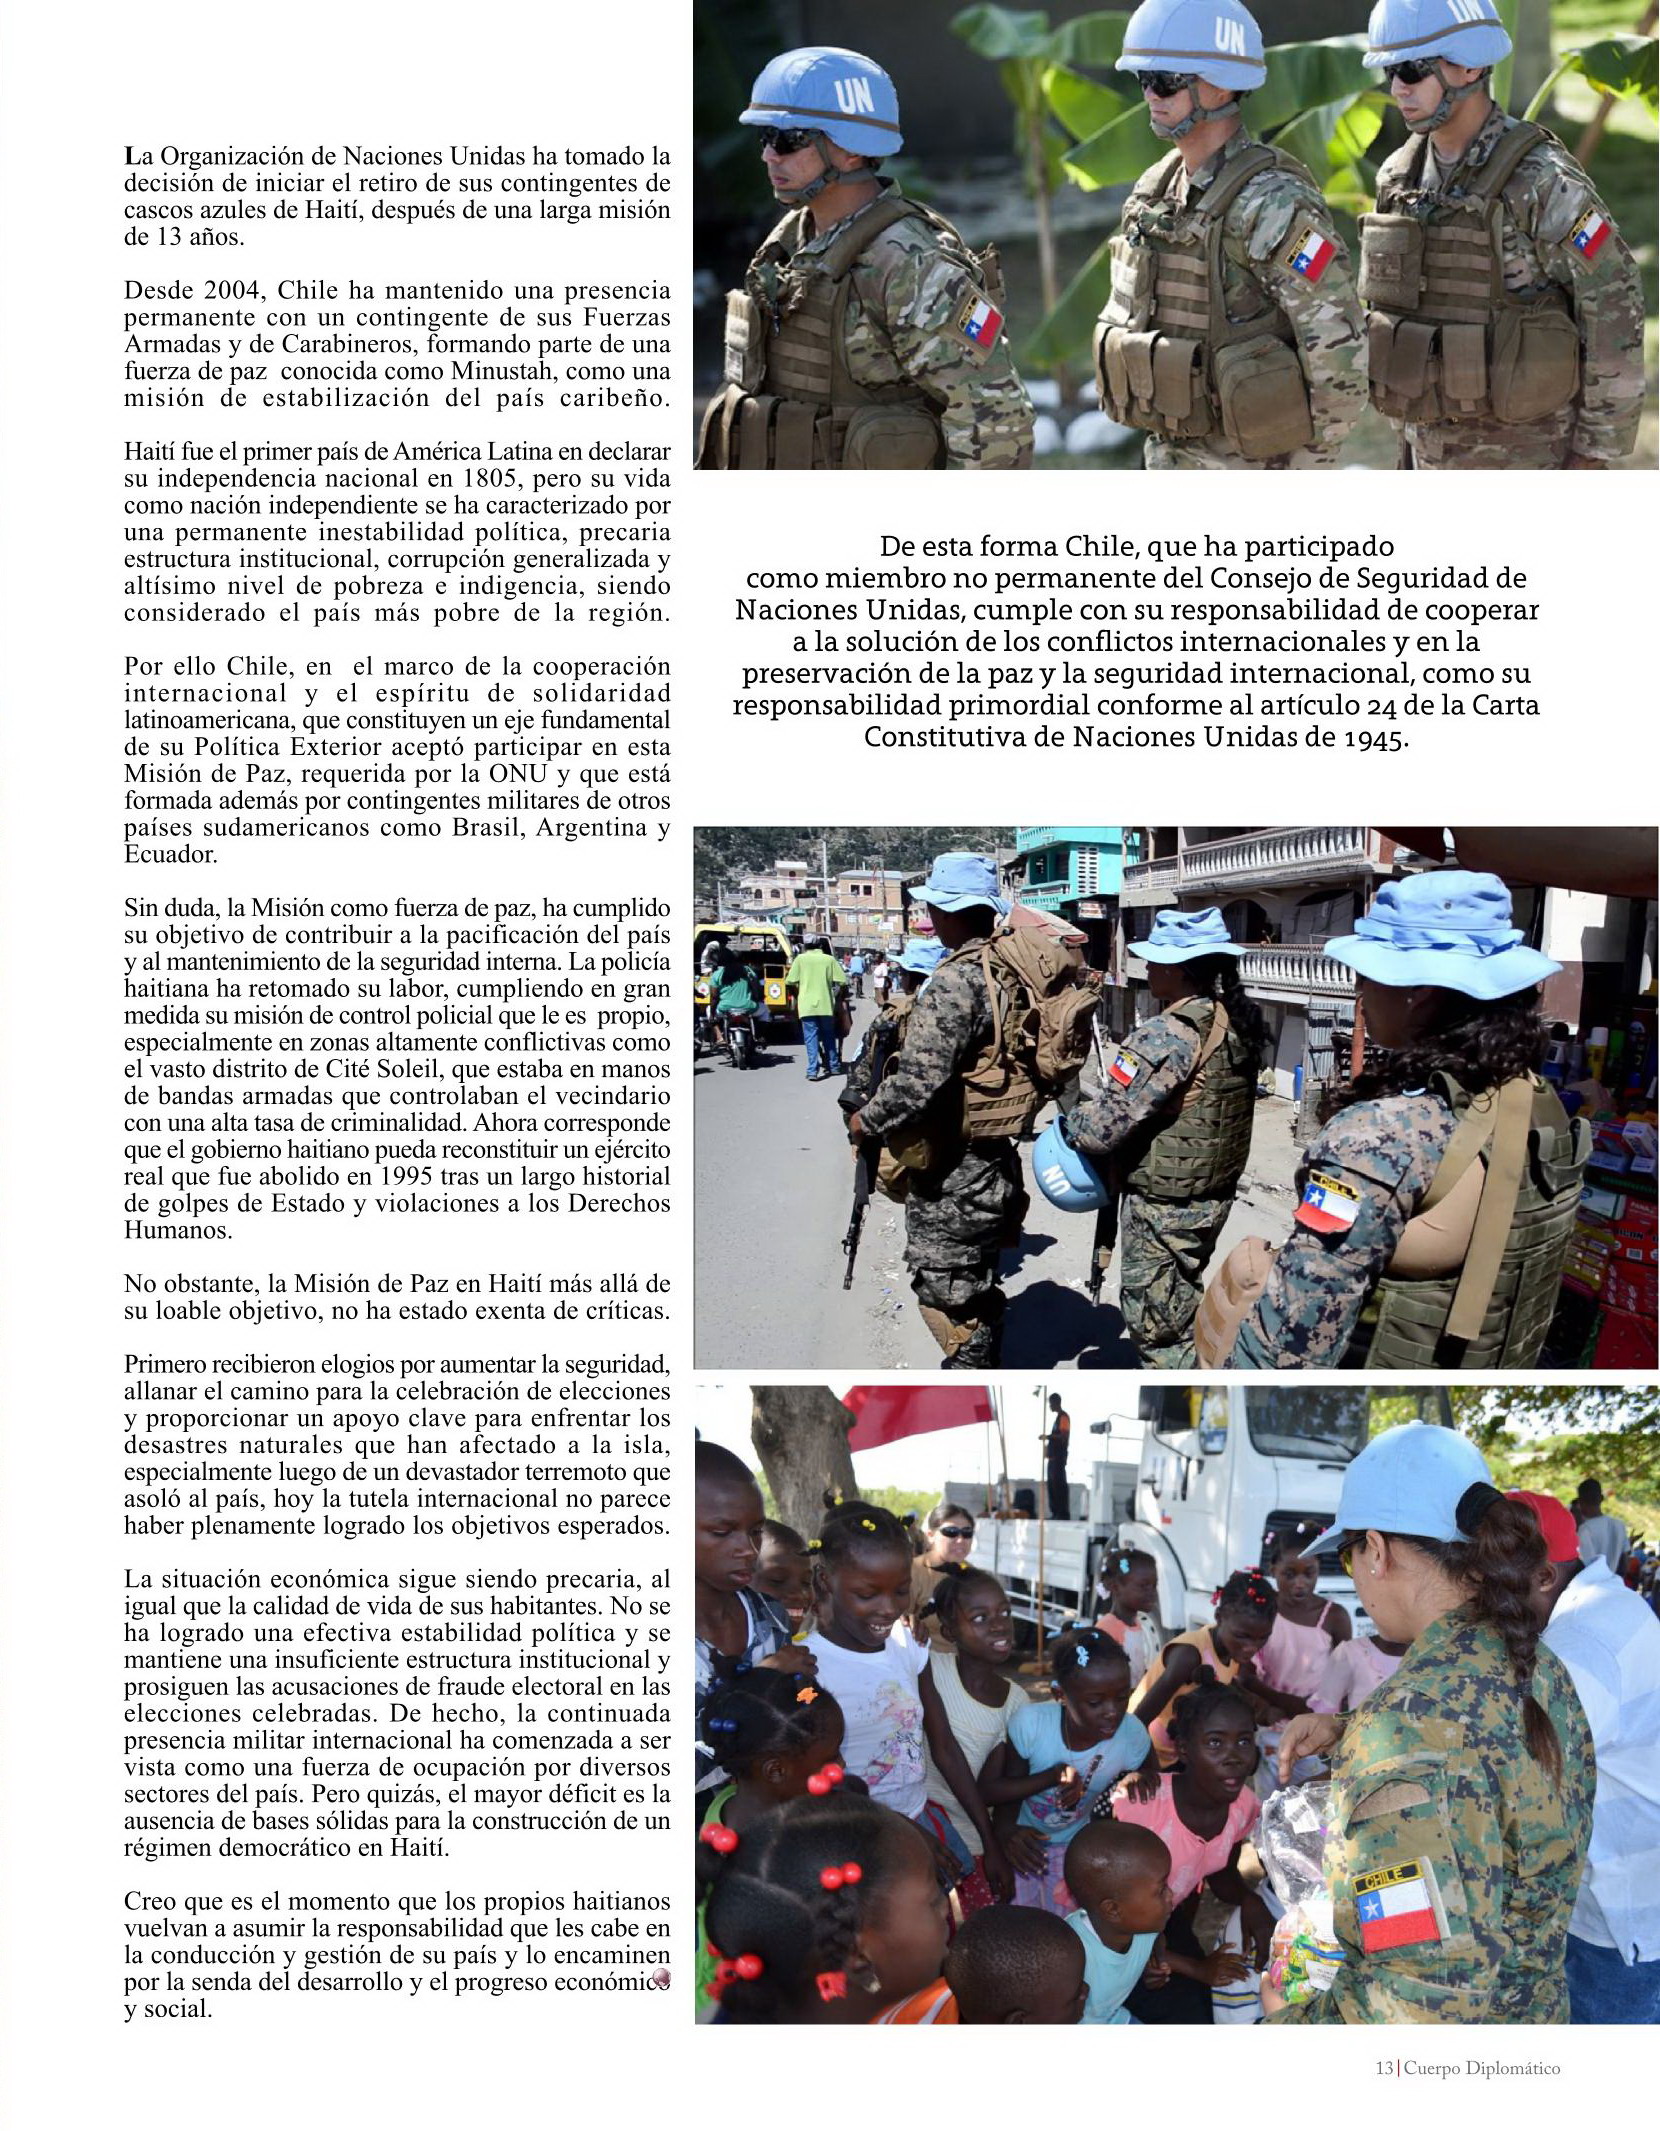 La Organización de Naciones Unidas ha tomado la
decisión de iniciar el retiro de sus contingentes de
cascos azules de Haití, después de una larga misión
de 13 años.
Desde 2004, Chile ha mantenido una presencia
permanente con un contingente de sus Fuerzas
Armadas y de Carabineros, formando parte de una
fuerza de paz conocida como Minustah, como una
misión de estabilización del país caribeño.
Haití fue el primer país de América Latina en declarar
su independencia nacional en 1805, pero su vida
como nación independiente se ha caracterizado por
una permanente inestabilidad política, precaria
estructura institucional, corrupción generalizada y
altísimo nivel de pobreza e indigencia, siendo
considerado el país más pobre de la región.
Por ello Chile, en el marco de la cooperación
internacional y el espíritu de solidaridad
latinoamericana, que constituyen un eje fundamental
de su Política Exterior aceptó participar en esta
Misión de Paz, requerida por la ONU y que está
formada además por contingentes militares de otros
países sudamericanos como Brasil, Argentina y
Ecuador.
Sin duda, la Misión como fuerza de paz, ha cumplido
su objetivo de contribuir a la pacificación del país
y al mantenimiento de la seguridad interna. La policía
haitiana ha retomado su labor, cumpliendo en gran
medida su misión de control policial que le es propio,
especialmente en zonas altamente conflictivas como
el vasto distrito de Cité Soleil, que estaba en manos
de bandas armadas que controlaban el vecindario
con una alta tasa de criminalidad. Ahora corresponde
que el gobierno haitiano pueda reconstituir un ejército
real que fue abolido en 1995 tras un largo historial
de golpes de Estado y violaciones a los Derechos
Humanos.
No obstante, la Misión de Paz en Haití más allá de
su loable objetivo, no ha estado exenta de críticas.
Primero recibieron elogios por aumentar la seguridad,
allanar el camino para la celebración de elecciones
y proporcionar un apoyo clave para enfrentar los
desastres naturales que han afectado a la isla,
especialmente luego de un devastador terremoto que
asoló al país, hoy la tutela internacional no parece
haber plenamente logrado los objetivos esperados.
La situación económica sigue siendo precaria, al
igual que la calidad de vida de sus habitantes. No se
ha logrado una efectiva estabilidad política y se
mantiene una insuficiente estructura institucional y
prosiguen las acusaciones de fraude electoral en las
elecciones celebradas. De hecho, la continuada
presencia militar internacional ha comenzada a ser
vista como una fuerza de ocupación por diversos
sectores del país. Pero quizás, el mayor déficit es la
ausencia de bases sólidas para la construcción de un
régimen democrático en Haití.
Creo que es el momento que los propios haitianos
vuelvan a asumir la responsabilidad que les cabe en
la conducción y gestión de su país y lo encaminen
por la senda del desarrollo y el progreso económico
y social.
UN
UN
UN
CHILE
CHILE
CHILE
De esta forma Chile, que ha participado
como miembro no permanente del Consejo de Seguridad de
Naciones Unidas, cumple con su responsabilidad de cooperar
a la solución de los conflictos internacionales y en la
preservación de la paz y la seguridad internacional, como su
responsabilidad primordial conforme al artículo 24 de la Carta
Constitutiva de Naciones Unidas de 1945.
UN
CHILE
CHILE
13|Cuerpo Diplomático